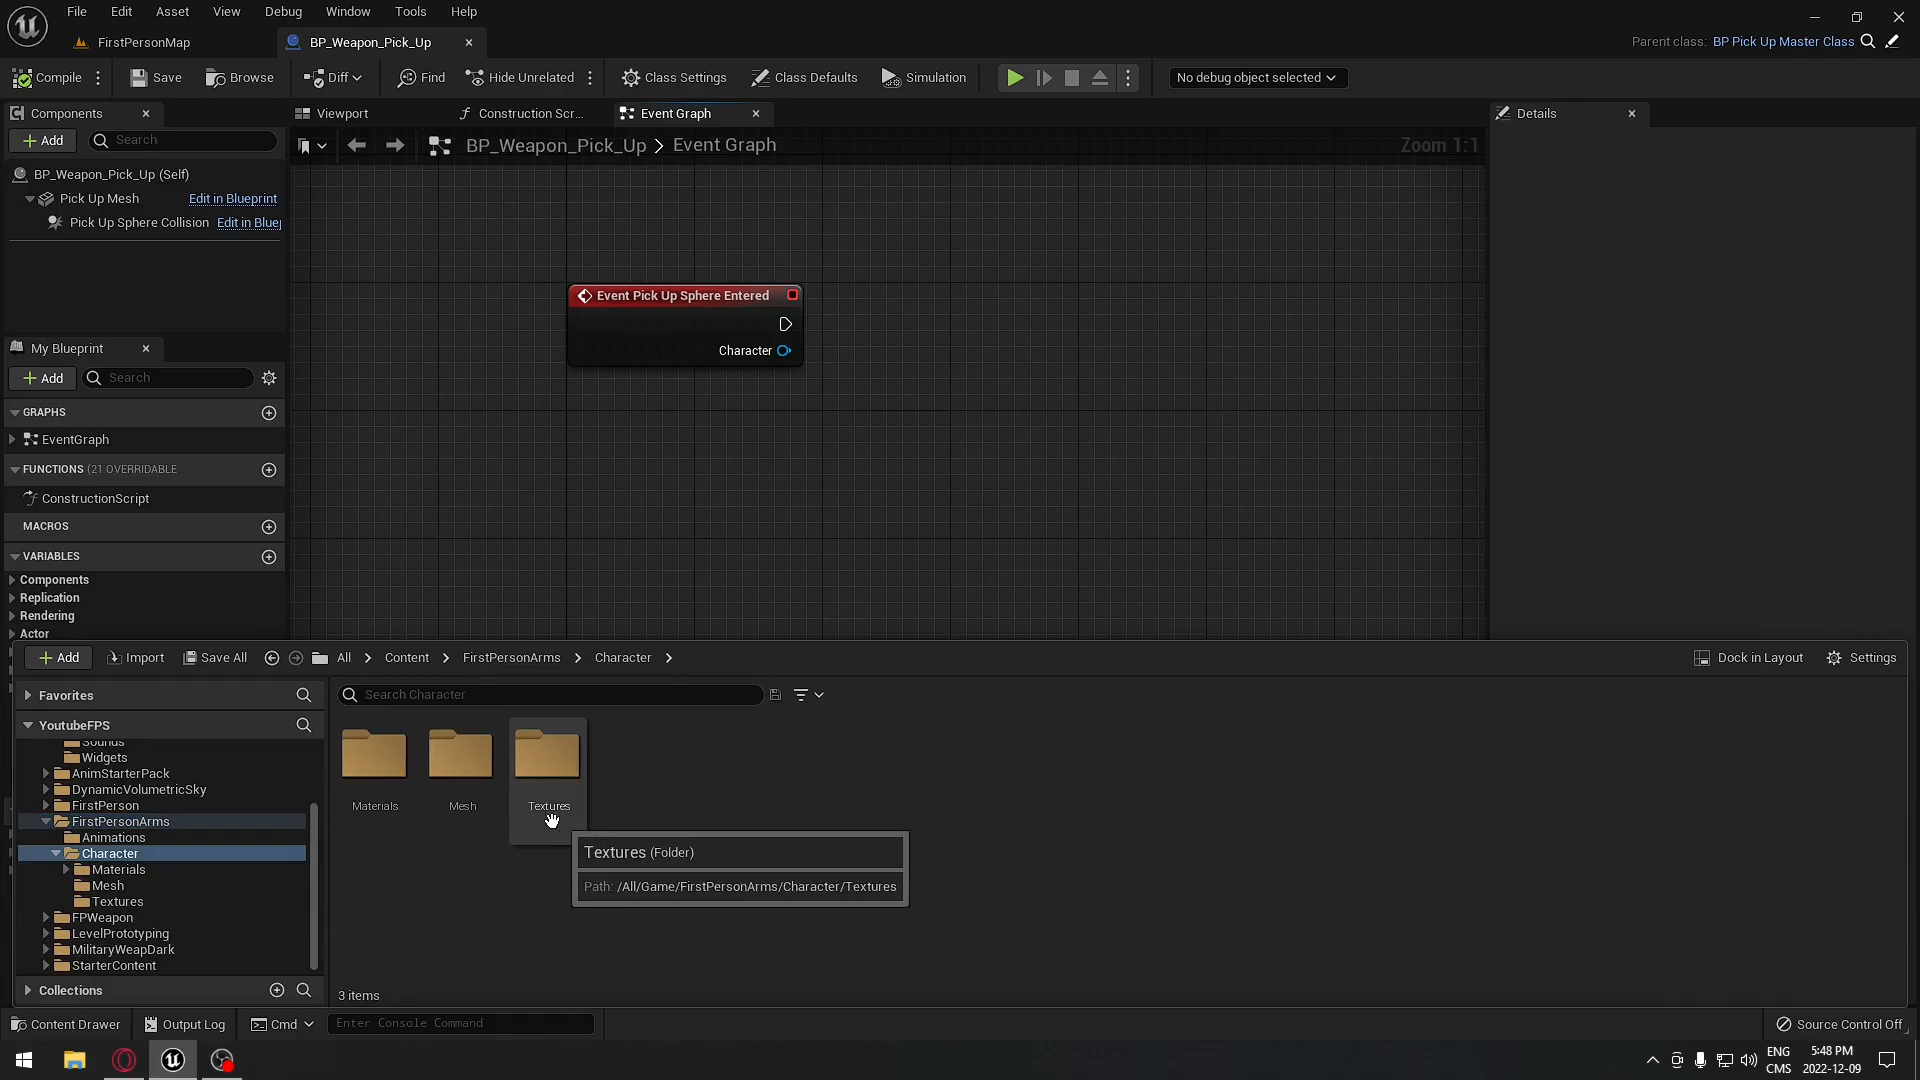 File Edit Asset View Debug Window Tools Help
FirstPersonMap
BP_Weapon_Pick_Up
Parent class: BP Pick Up Master Class
Compile Save Browse Diff Find Hide Unrelated Class Settings Class Defaults Simulation No debug object selected
Components
Viewport
Construction Scr...
Event Graph
Details
Add Search
BP_Weapon_Pick_Up > Event Graph
Zoom 1:1
BP_Weapon_Pick_Up (Self)
Pick Up Mesh Edit in Blueprint
Pick Up Sphere Collision Edit in Bluep
Event Pick Up Sphere Entered
Character
My Blueprint
Add Search
GRAPHS
EventGraph
FUNCTIONS (21 OVERRIDABLE
ConstructionScript
MACROS
VARIABLES
Components
Replication
Rendering
Actor
Add Import Save All All > Content > FirstPersonArms > Character >
Dock in Layout Settings
Favorites
Search Character
YoutubeFPS
Sounds
Widgets
AnimStarterPack
DynamicVolumetricSky
FirstPerson
FirstPersonArms
Animations
Character
Materials
Mesh
Textures
FPWeapon
LevelPrototyping
MilitaryWeapDark
StarterContent
Collections
Materials
Mesh
Textures
Textures (Folder)
Path: /All/Game/FirstPersonArms/Character/Textures
3 items
Content Drawer Output Log Cmd Enter Console Command
Source Control Off
ENG
CMS
5:48 PM
2022-12-09